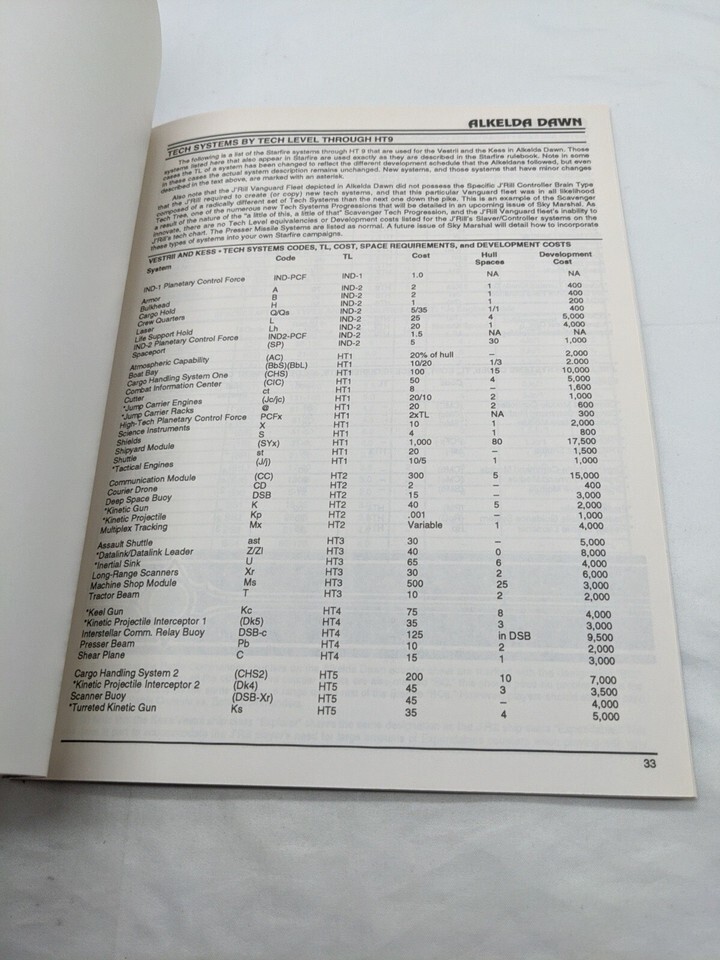 ALKELDA DAWN
TECH SYSTEMS BY TECH LEVEL THROUGH HT9
The following is a list of the Starfire systems through HT 9 that are used for the Vestrii and the Kess in Alkelda Dawn. Those
systems listed here that also appear in Starfire are used exactly as they are described in the Starfire rulebook. Note in some
cases the TL of a system has been changed to reflect the different development schedule that the Alkeldans followed, but even
in these cases the actual system description remains unchanged. New systems, and those systems that have minor changes
described in the text above, are marked with an asterisk.
Also note that the J'Rill Vanguard Fleet depicted in Alkelda Dawn did not possess the Specific J'Rill Controller Brain Type
that the J'Rill required to create (or copy) new tech systems, and that this particular Vanguard fleet was in all likelihood
composed of a radically different set of Tech Systems than the next one down the pike. This is an example of the Scavenger
Tech Tree, one of the numerous new Tech Systems Progressions that will be detailed in an upcoming issue of Sky Marshal. As
a result of the nature of the "a little of this, a little of that" Scavenger Tech Progression, and the J'Rill Vanguard fleet's inability to
innovate, there are no Tech Level equivalencies or Development costs listed for the J'Rill's Slaver/Controller systems on the
J'Rill's tech chart. The Presser Missile Systems are listed as normal. A future issue of Sky Marshal will detail how to incorporate
these types of systems into your own Starfire campaigns.
VESTRII AND KESS • TECH SYSTEMS CODES, TL, COST, SPACE REQUIREMENTS, and DEVELOPMENT COSTS
System Code TL Cost Hull Spaces Development Cost
IND-1 Planetary Control Force IND-PCF IND-1 1.0 NA NA
Armor A IND-2 2 1 400
Bulkhead B IND-2 2 1 400
Cargo Hold H IND-2 1 1 200
Crew Quarters Q/Qs IND-2 5/35 1/1 400
Laser L IND-2 25 4 5,000
Life Support Hold Lh IND-2 20 1 4,000
IND-2 Planetary Control Force IND2-PCF IND-2 1.5 NA NA
Spaceport (SP) IND-2 5 30 1,000
Atmospheric Capability (AC) HT1 20% of hull – 2,000
Boat Bay (BbS)(BbL) HT1 10/20 1/3 2,000
Cargo Handling System One (CHS) HT1 100 15 10,000
Combat Information Center (CIC) HT1 50 4 5,000
Cutter ct HT1 8 – 1,600
*Jump Carrier Engines (Jc/jc) HT1 20/10 2 1,000
*Jump Carrier Racks @ HT1 20 2 600
High-Tech Planetary Control Force PCFx HT1 2xTL NA 300
Science Instruments X HT1 10 1 2,000
Shields S HT1 4 1 800
Shipyard Module (SYx) HT1 1,000 80 17,500
Shuttle st HT1 20 – 1,500
*Tactical Engines (J/j) HT1 10/5 1 1,000
Communication Module (CC) HT2 300 5 15,000
Courier Drone CD HT2 2 – 400
Deep Space Buoy DSB HT2 15 – 3,000
*Kinetic Gun K HT2 40 5 2,000
*Kinetic Projectile Kp HT2 .001 – 1,000
Multiplex Tracking Mx HT2 Variable 1 4,000
Assault Shuttle ast HT3 30 – 5,000
*Datalink/Datalink Leader Z/Zl HT3 40 0 8,000
*Inertial Sink U HT3 65 6 4,000
Long-Range Scanners Xr HT3 30 2 6,000
Machine Shop Module Ms HT3 500 25 3,000
Tractor Beam T HT3 10 2 2,000
*Keel Gun Kc HT4 75 8 4,000
*Kinetic Projectile Interceptor 1 (Dk5) HT4 35 3 3,000
Interstellar Comm. Relay Buoy DSB-c HT4 125 in DSB 9,500
Presser Beam Pb HT4 10 2 2,000
Shear Plane C HT4 15 1 3,000
Cargo Handling System 2 (CHS2) HT5 200 10 7,000
*Kinetic Projectile Interceptor 2 (Dk4) HT5 45 3 3,500
Scanner Buoy (DSB-Xr) HT5 45 – 4,000
*Turreted Kinetic Gun Ks HT5 35 4 5,000
33